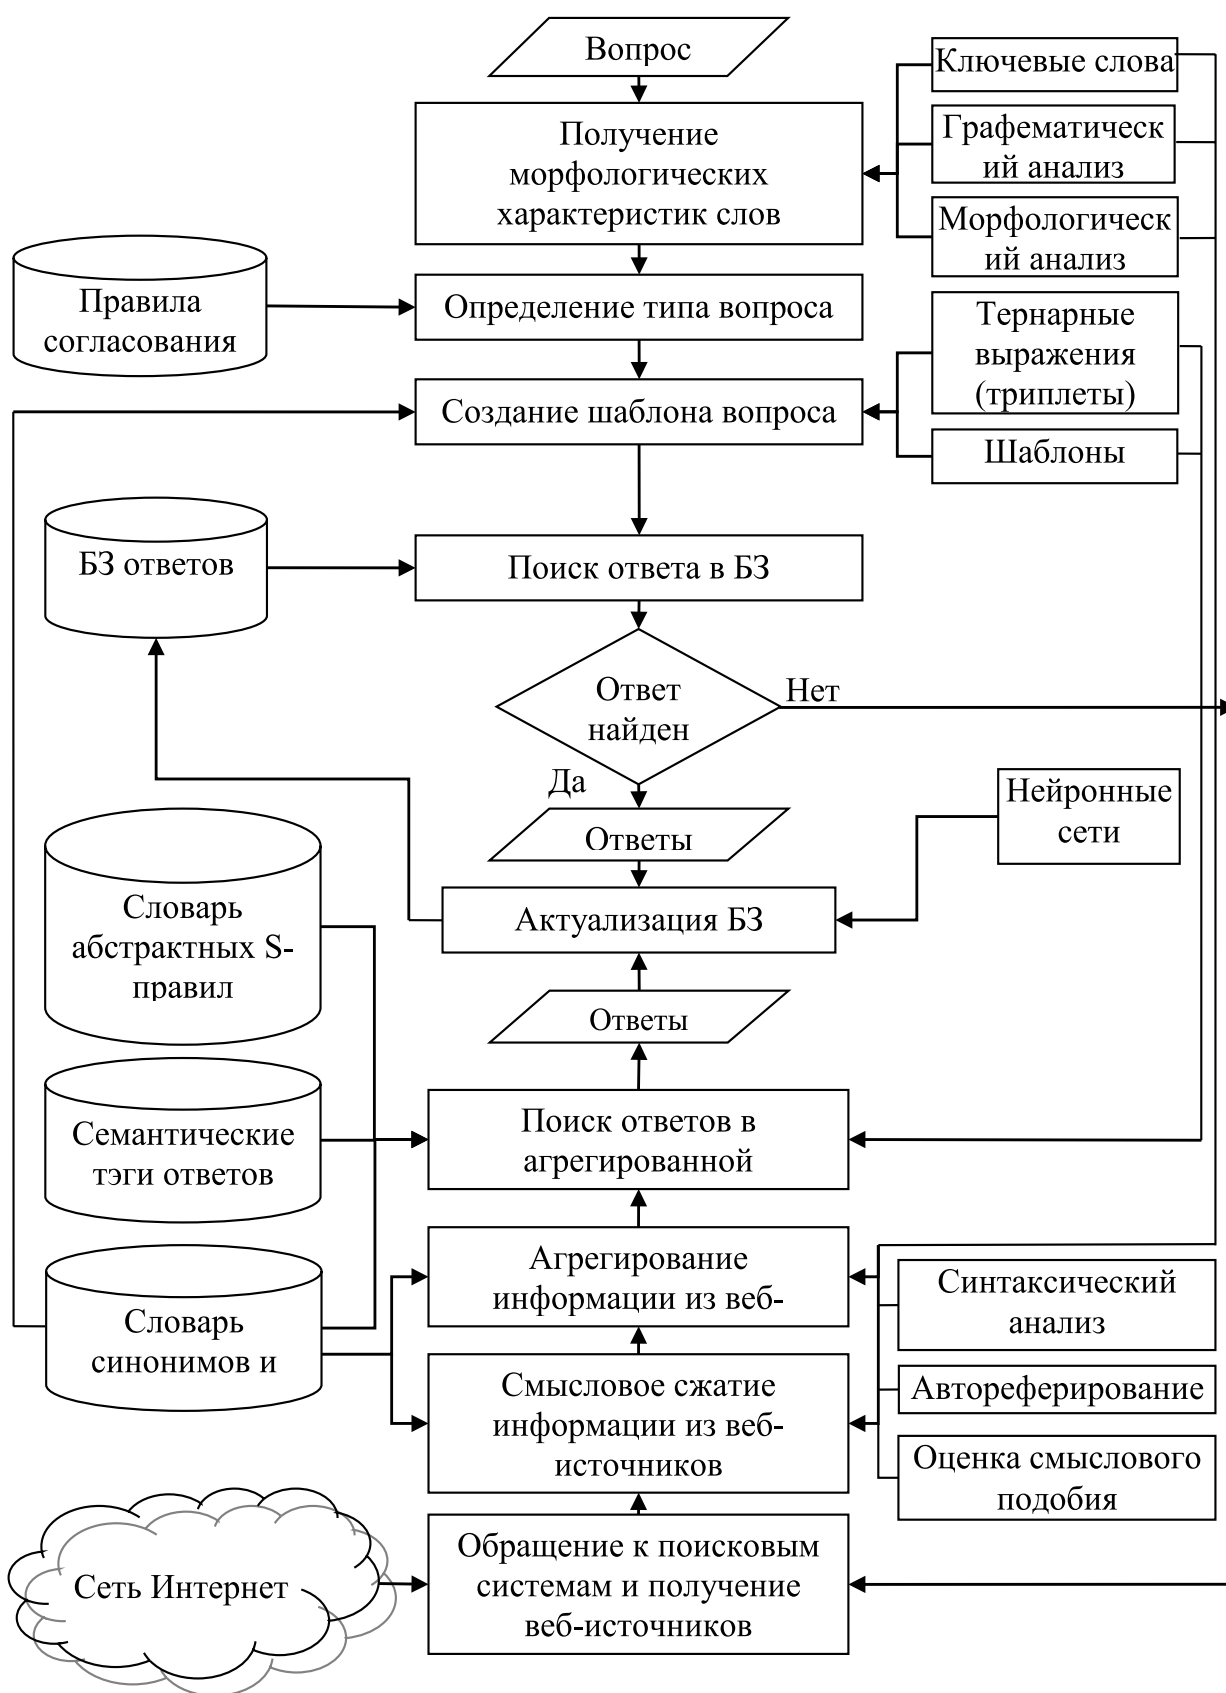 Вопрос
Ключевые слова
Получение
морфологических
характеристик слов
Графематическ
ий анализ
Морфологическ
ий анализ
Правила
согласования
Определение типа вопроса
Тернарные
выражения
(триплеты)
Создание шаблона вопроса
Шаблоны
БЗ ответов
Поиск ответа в БЗ
Ответ
найден
Нет
Да
Нейронные
сети
Ответы
Актуализация БЗ
Словарь
абстрактных S-
правил
Ответы
Семантические
тэги ответов
Поиск ответов в
агрегированной
Агрегирование
информации из веб-
Синтаксический
анализ
Словарь
синонимов и
Смысловое сжатие
информации из веб-
источников
Автореферирование
Оценка смыслового
подобия
Сеть Интернет
Обращение к поисковым
системам и получение
веб-источников